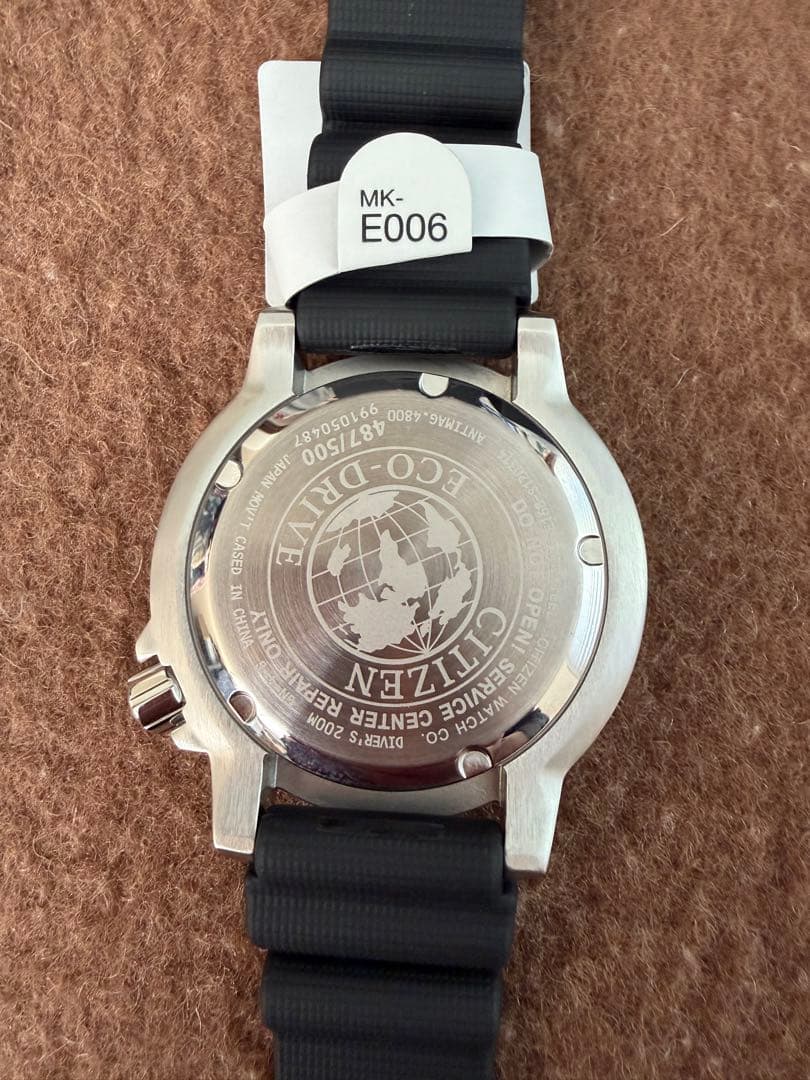 MK-
E006
CITIZEN
ECO-DRIVE
DO NOT OPEN! SERVICE CENTER REPAIR ONLY
487/500
991050487
ANTIMAG.4800
CITIZEN WATCH CO.
DIVER'S 200M
JAPAN MOV'T CASED IN CHINA